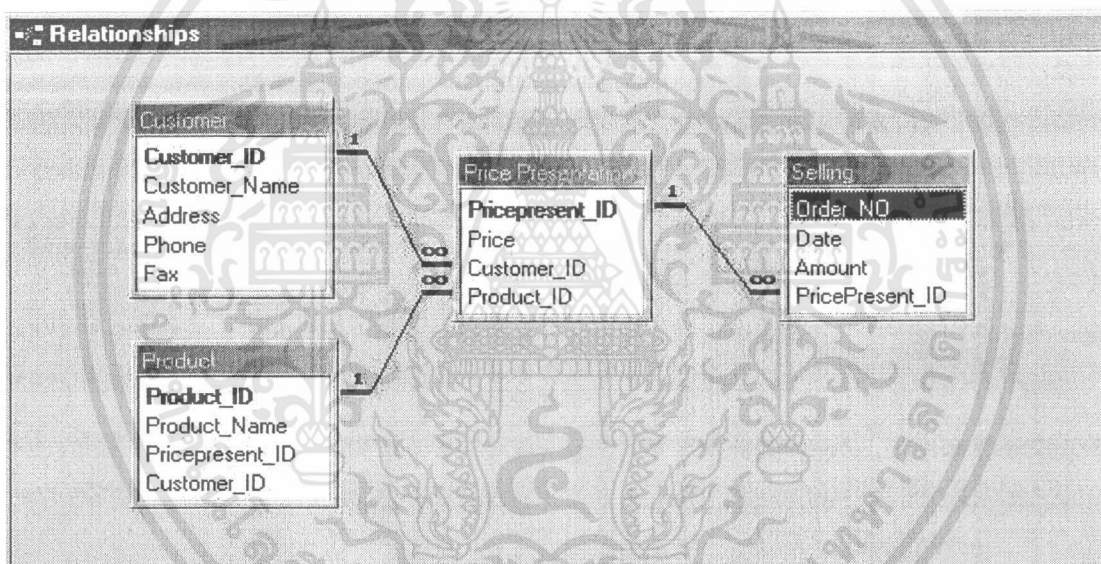 Relationships
Customer
Customer_ID
Customer_Name
Address
Phone
Fax
1
∞
Product
Product_ID
Product_Name
Pricepresent_ID
Customer_ID
1
∞
Price Presentation
Pricepresent_ID
Price
Customer_ID
Product_ID
1
∞
Selling
Order_NO
Date
Amount
PricePresent_ID